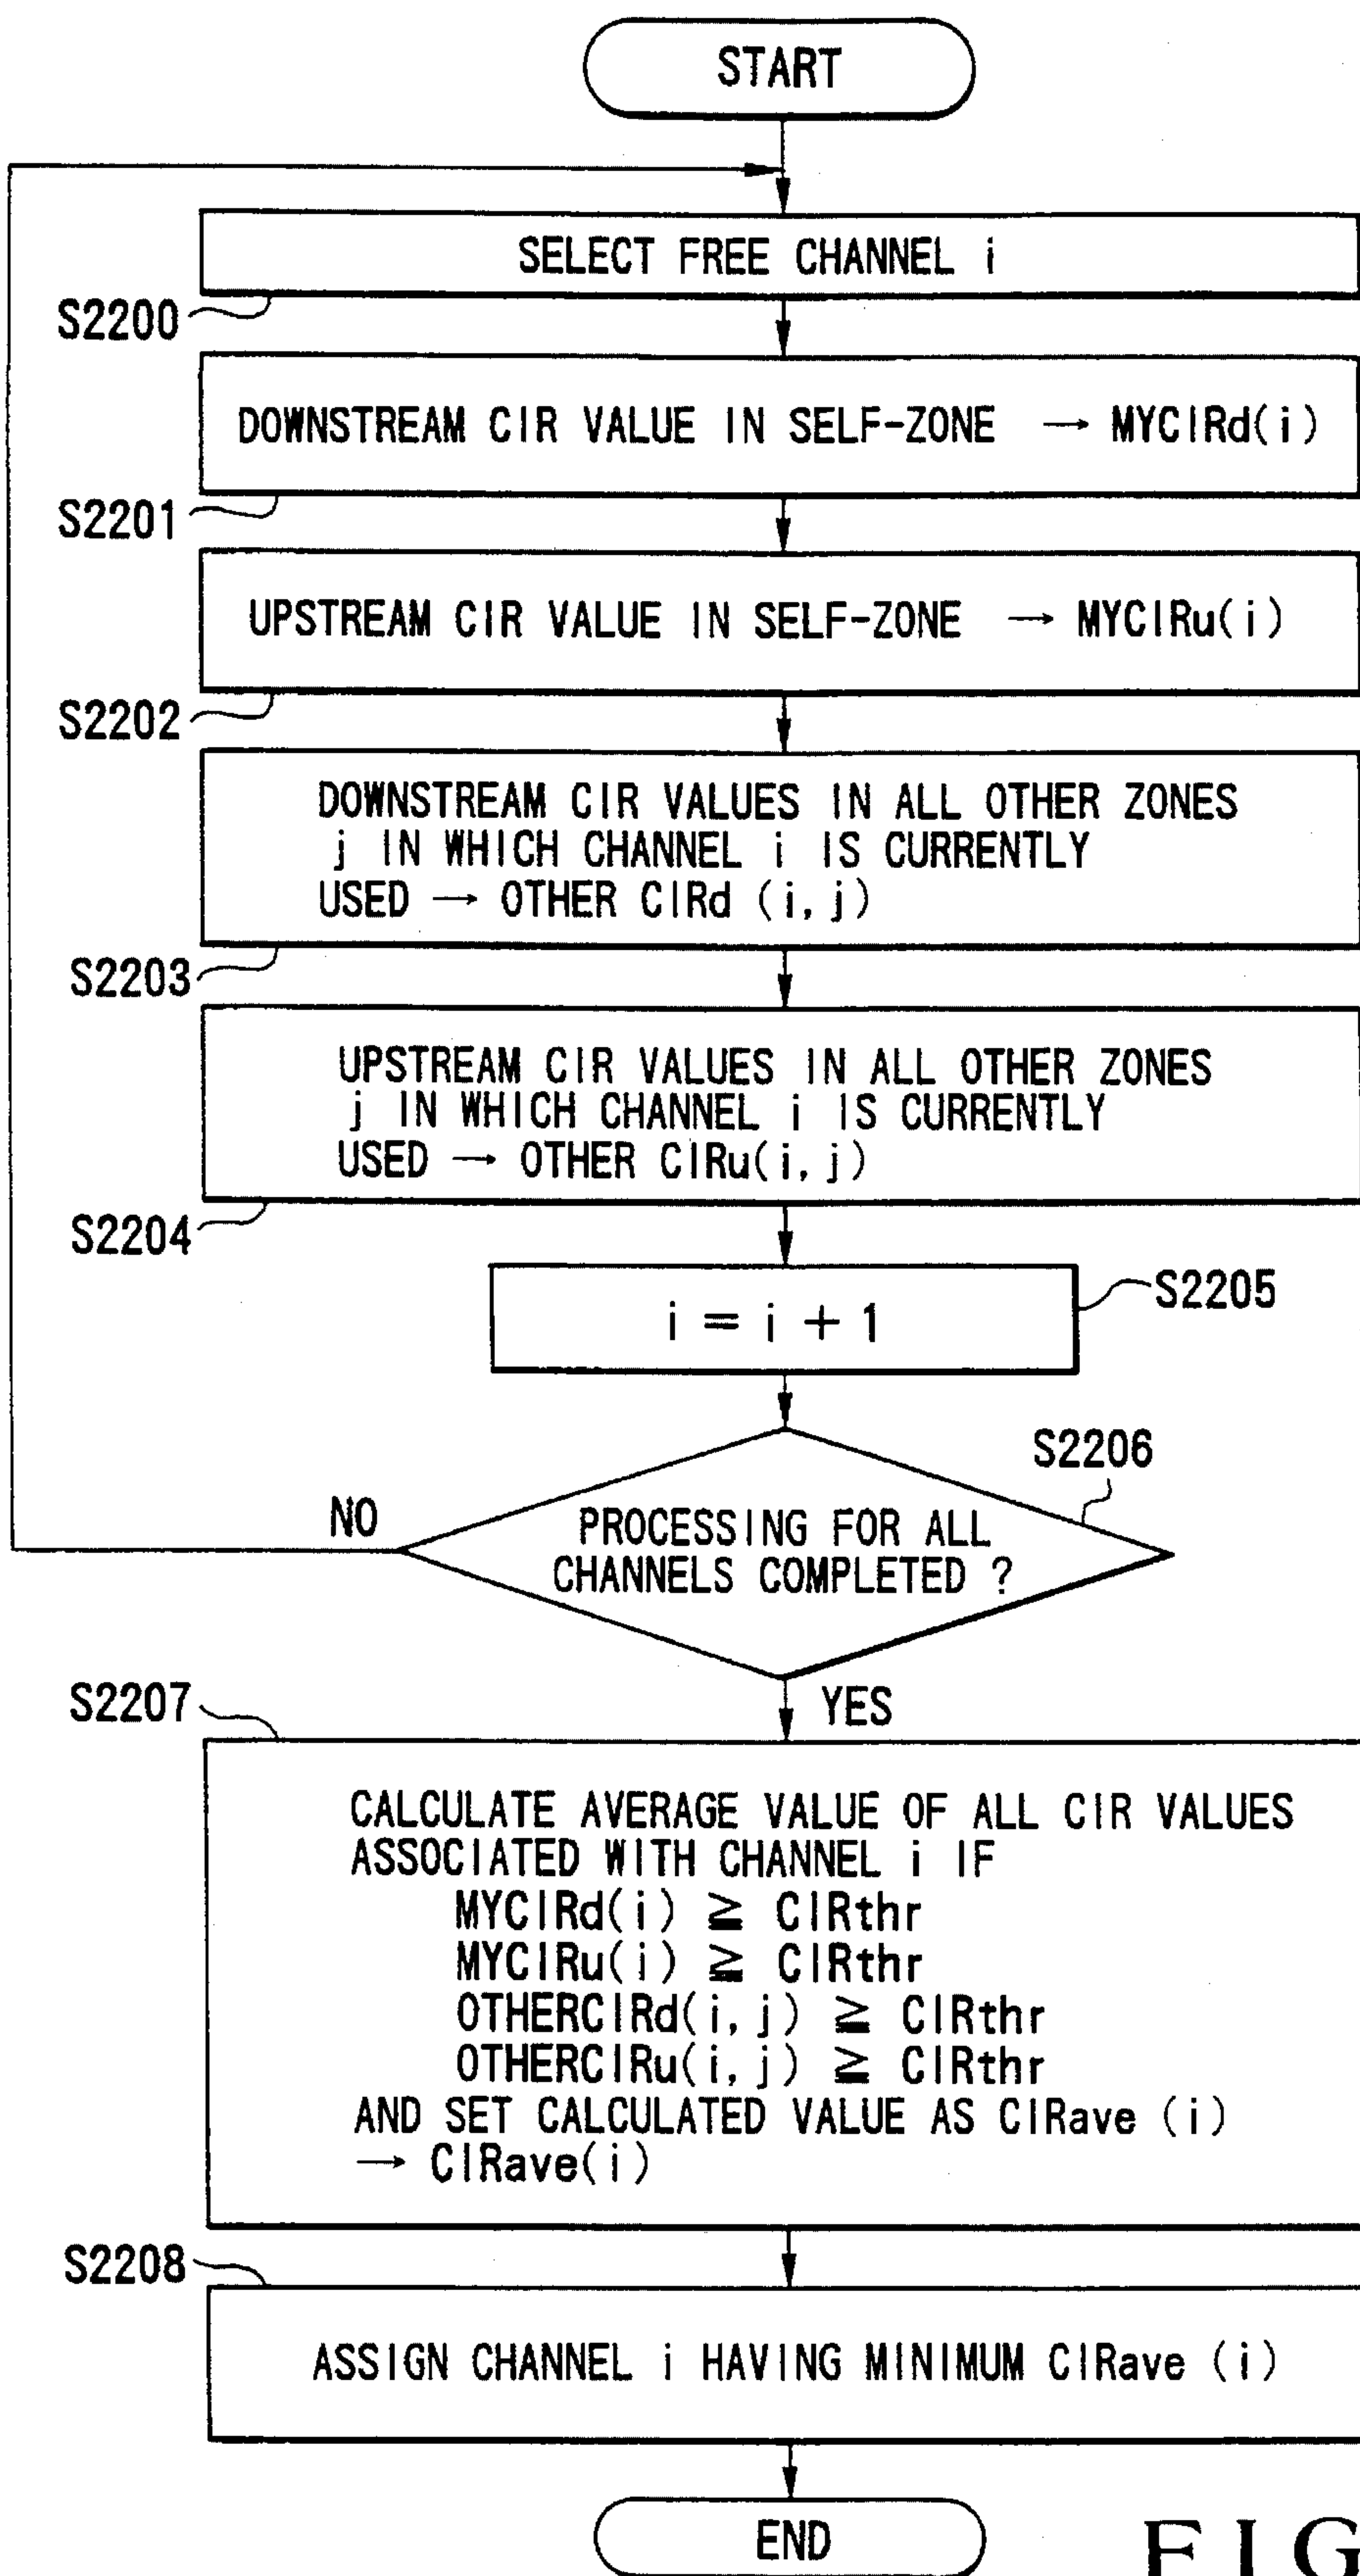 START
SELECT FREE CHANNEL i
S2200
DOWNSTREAM CIR VALUE IN SELF-ZONE → MYCIRd(i)
S2201
UPSTREAM CIR VALUE IN SELF-ZONE → MYCIRu(i)
S2202
DOWNSTREAM CIR VALUES IN ALL OTHER ZONES
j IN WHICH CHANNEL i IS CURRENTLY
USED → OTHER CIRd (i, j)
S2203
UPSTREAM CIR VALUES IN ALL OTHER ZONES
j IN WHICH CHANNEL i IS CURRENTLY
USED → OTHER CIRu(i, j)
S2204
i = i + 1
S2205
S2206
NO
PROCESSING FOR ALL
CHANNELS COMPLETED ?
YES
S2207
CALCULATE AVERAGE VALUE OF ALL CIR VALUES
ASSOCIATED WITH CHANNEL i IF
MYCIRd(i) ≧ CIRthr
MYCIRu(i) ≧ CIRthr
OTHERCIRd(i, j) ≧ CIRthr
OTHERCIRu(i, j) ≧ CIRthr
AND SET CALCULATED VALUE AS CIRave (i)
→ CIRave(i)
S2208
ASSIGN CHANNEL i HAVING MINIMUM CIRave (i)
END
FIG